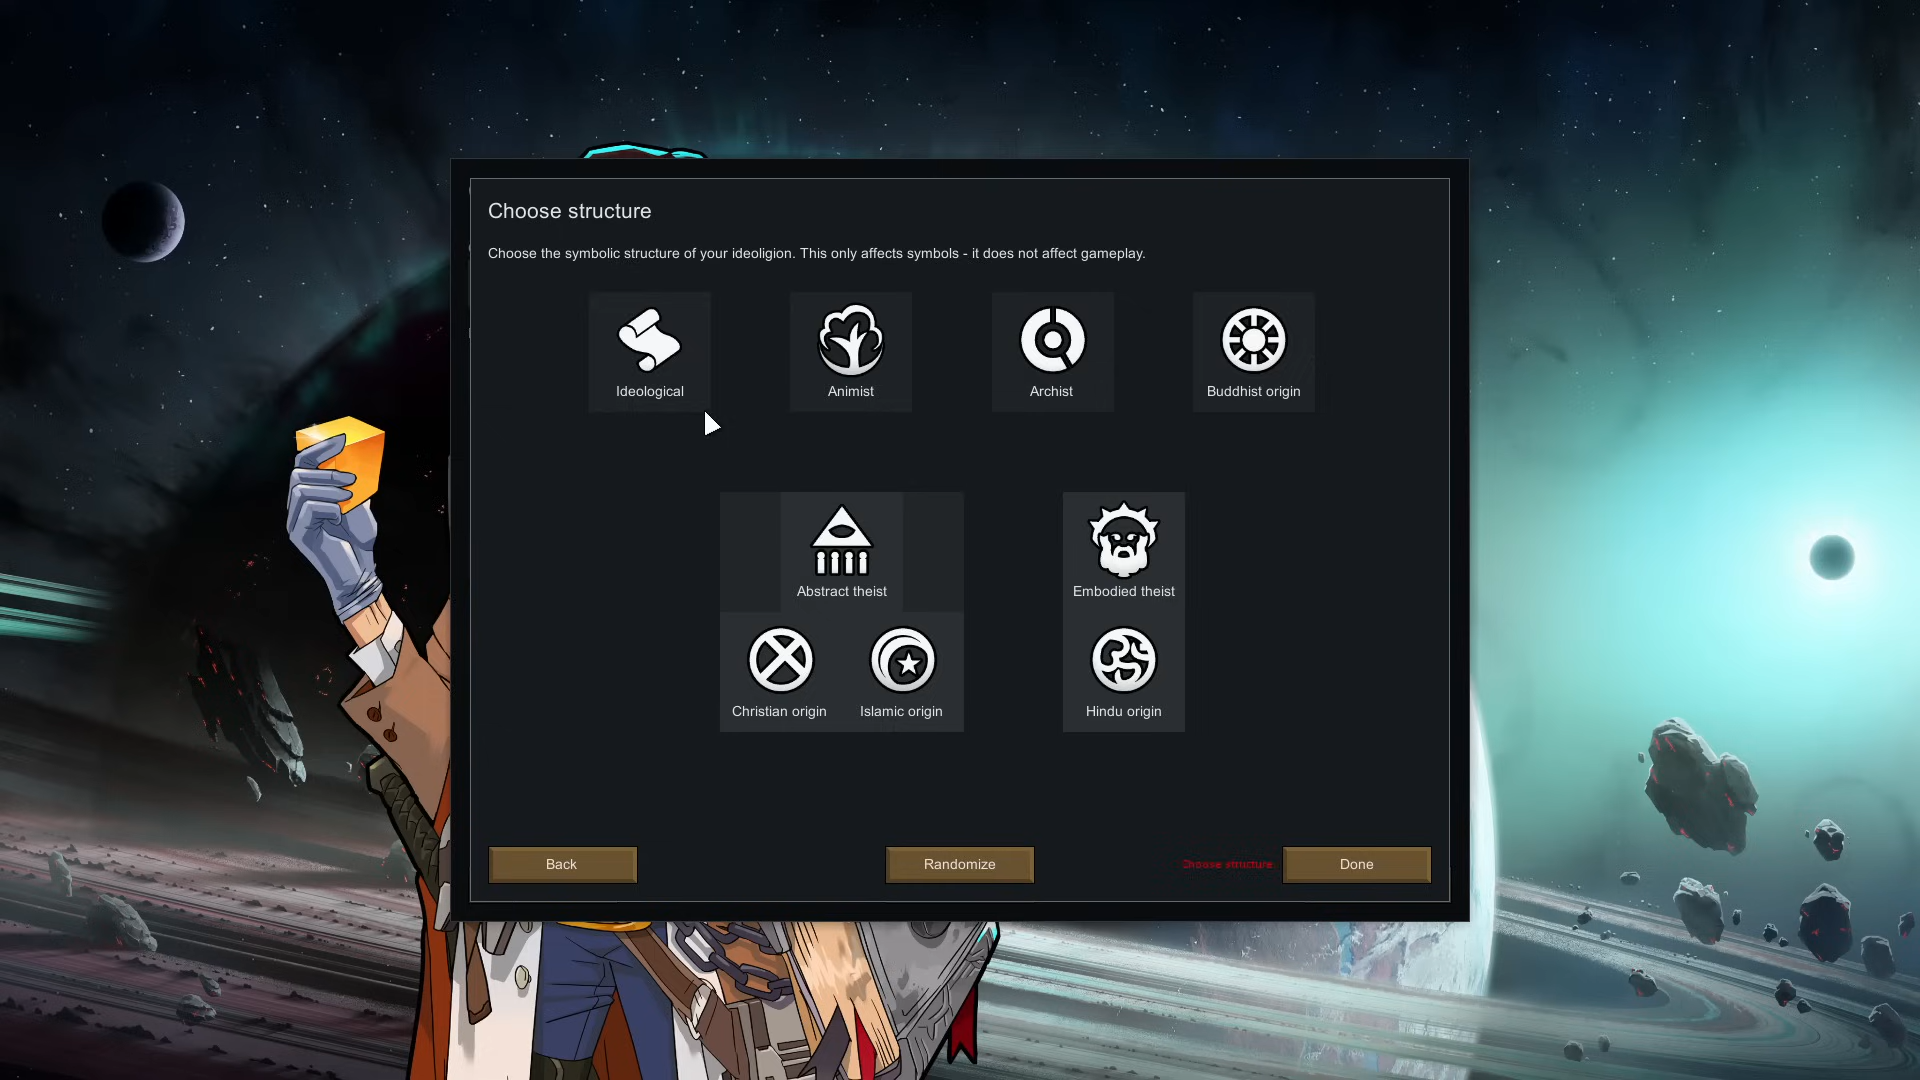 Choose structure
Choose the symbolic structure of your ideoligion. This only affects symbols - it does not affect gameplay.
Ideological
Animist
Archist
Buddhist origin
Abstract theist
Embodied theist
Christian origin
Islamic origin
Hindu origin
Back
Randomize
Choose structure
Done